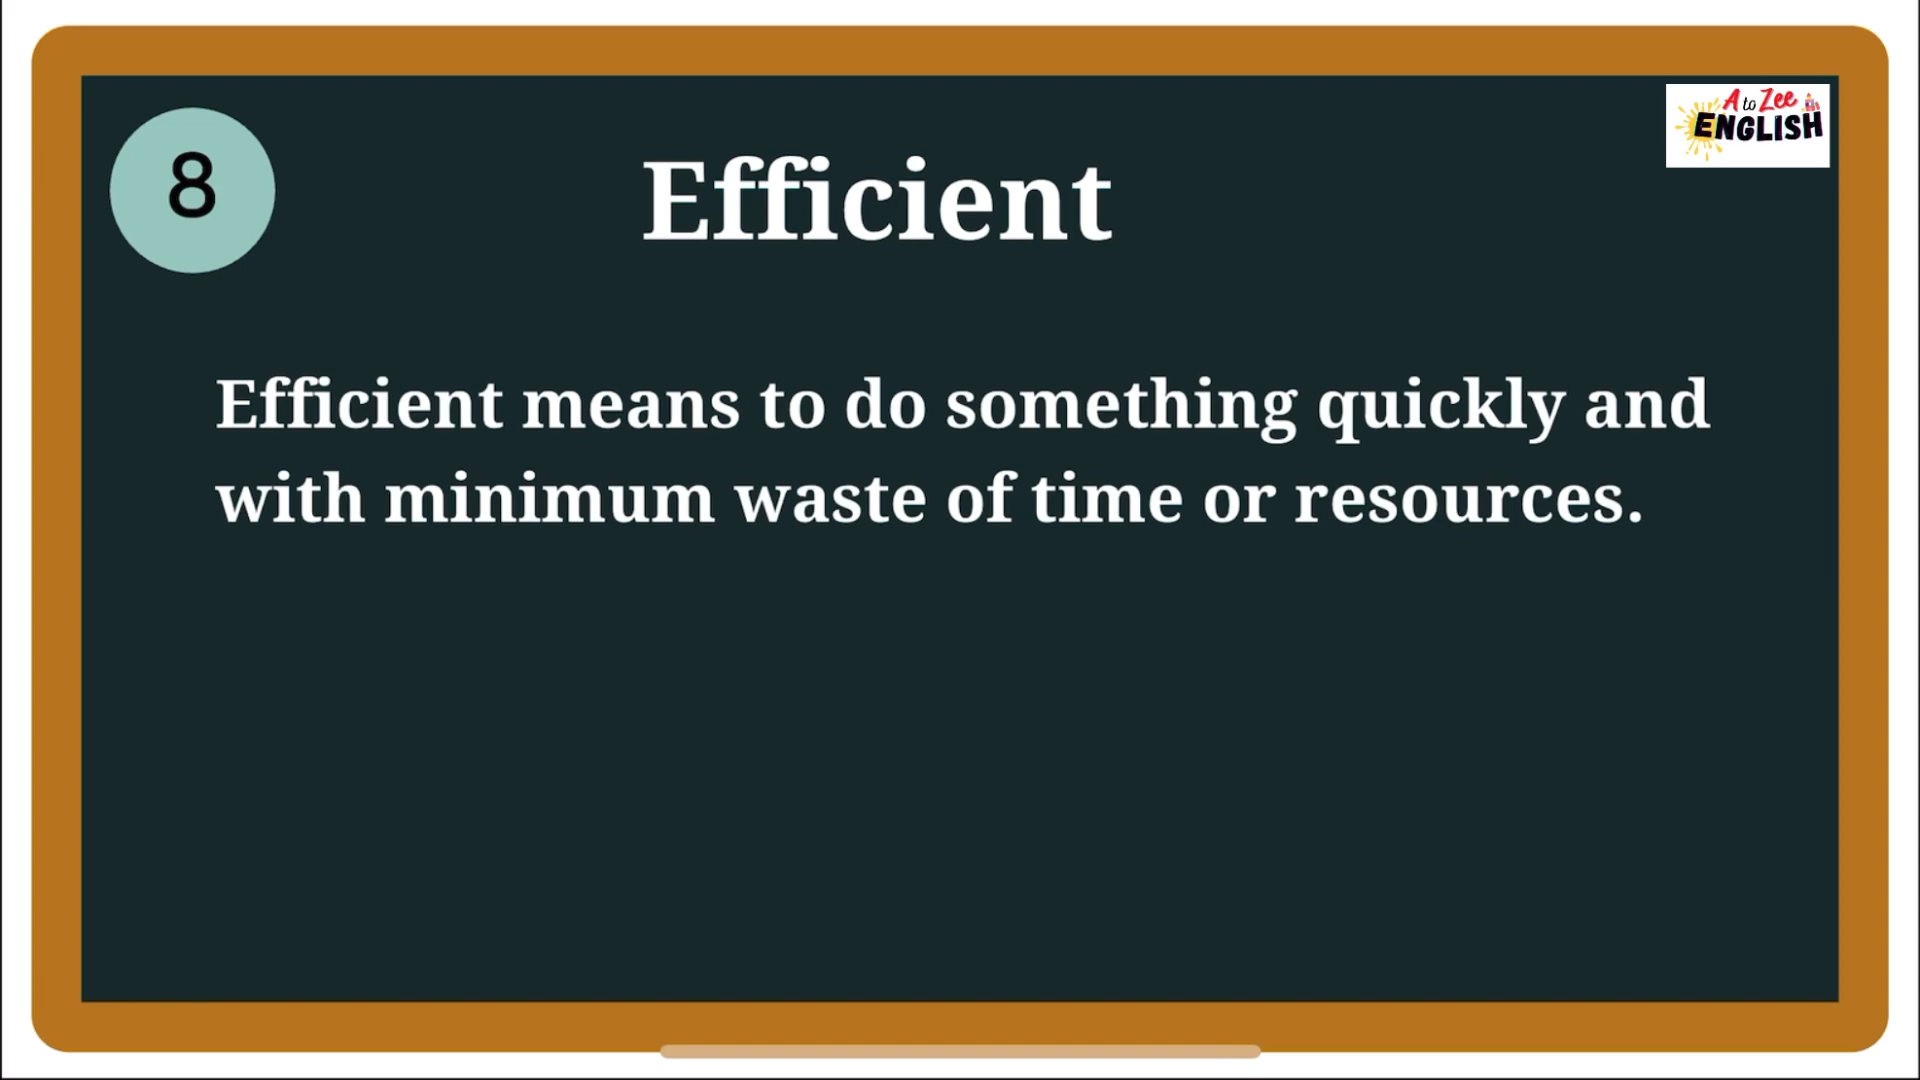 8
A to Zee
ENGLISH
Efficient
Efficient means to do something quickly and
with minimum waste of time or resources.